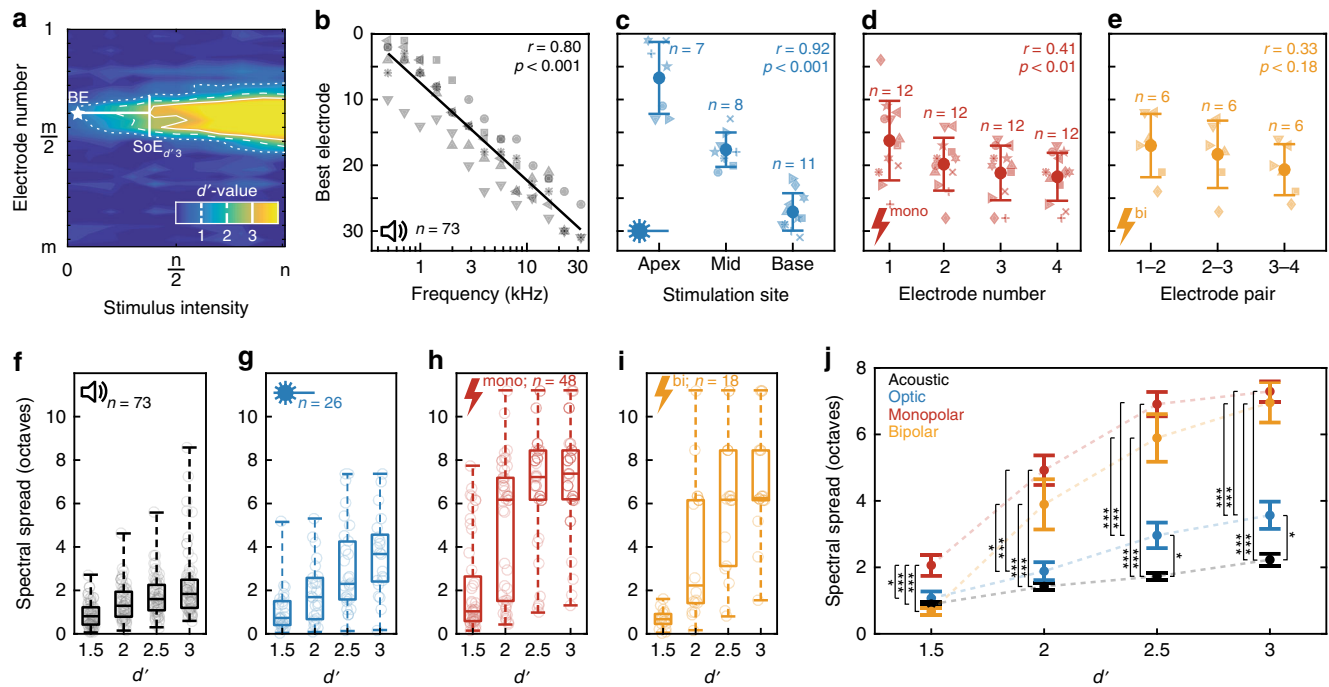 a
Electrode number
1
m/2
m
BE
SoE d′ 3
d′-value
1 2 3
0 n/2 n
Stimulus intensity
b
Best electrode
0
10
20
30
r = 0.80
p < 0.001
n = 73
1 3 10 30
Frequency (kHz)
c
r = 0.92
p < 0.001
n = 7
n = 8
n = 11
Apex Mid Base
Stimulation site
d
r = 0.41
p < 0.01
n = 12
n = 12
n = 12
n = 12
mono
1 2 3 4
Electrode number
e
r = 0.33
p < 0.18
n = 6
n = 6
n = 6
bi
1–2 2–3 3–4
Electrode pair
f
Spectral spread (octaves)
10
8
6
4
2
0
n = 73
1.5 2 2.5 3
d′
g
10
8
6
4
2
0
n = 26
1.5 2 2.5 3
d′
h
10
8
6
4
2
0
mono; n = 48
1.5 2 2.5 3
d′
i
10
8
6
4
2
0
bi; n = 18
1.5 2 2.5 3
d′
j
Spectral spread (octaves)
8
6
4
2
0
Acoustic
Optic
Monopolar
Bipolar
*
***
***
*
***
***
***
***
***
***
***
*
***
***
***
***
*
1.5 2 2.5 3
d′